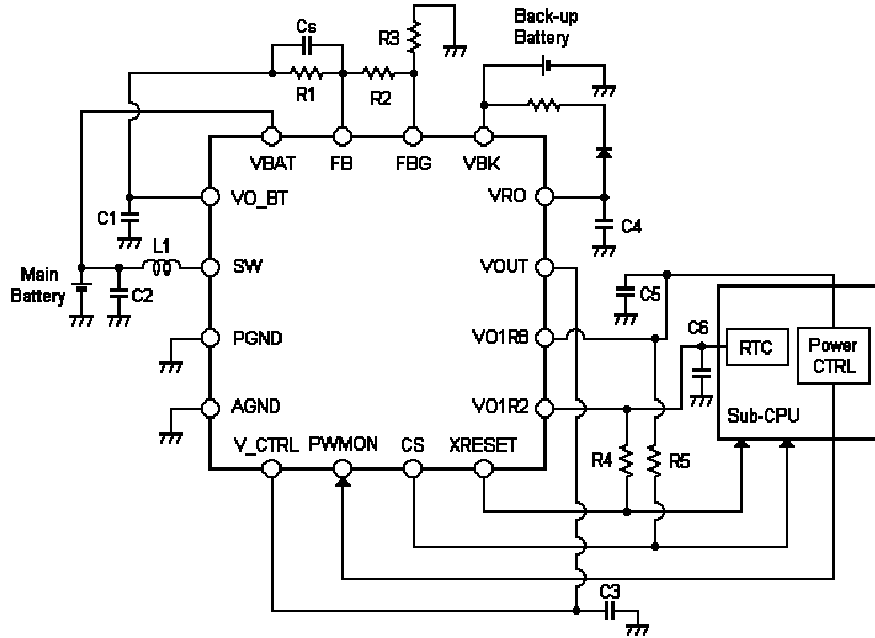 Cs
R3
Back-up
Battery
R1
R2
VBAT
FB
FBG
VBK
VO_BT
VRO
C1
C4
L1
SW
VOUT
Main
Battery
C2
C5
C6
PGND
VO1R8
RTC
Power
CTRL
AGND
VO1R2
Sub-CPU
V_CTRL
PWMON
CS
XRESET
R4
R5
C3